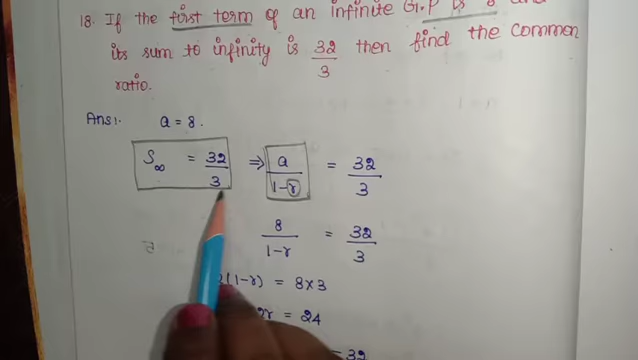 18. If the first term of an infinite G.P is 8 and
its sum to infinity is 32/3 then find the common
ratio.
Ans:- a = 8.
S∞ = 32/3 ⇒ a/1-r = 32/3
8/1-r = 32/3
(1-r) = 8×3
r = 24
= 32